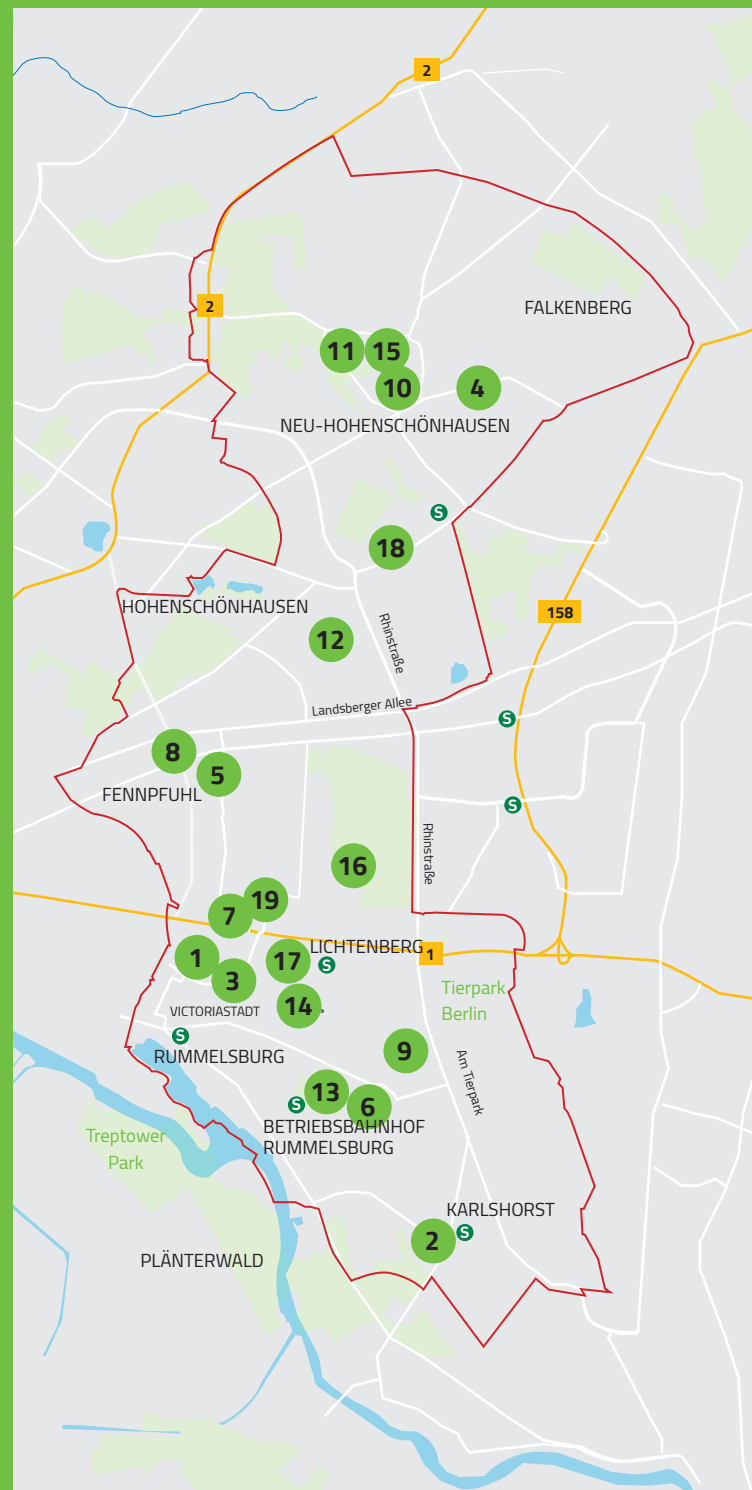 2
2
FALKENBERG
11
15
10
4
NEU-HOHENSCHÖNHAUSEN
S
18
HOHENSCHÖNHAUSEN
158
12
Rhinstraße
Landsberger Allee
S
8
5
FENNPFUHL
S
Rhinstraße
16
19
7
LICHTENBERG
1
1
17
S
3
Tierpark
Berlin
VICTORIASTADT
14
S
RUMMELSBURG
9
Am Tierpark
13
S
6
BETRIEBSBAHNHOF
RUMMELSBURG
Treptower
Park
KARLSHORST
2
S
PLÄNTERWALD